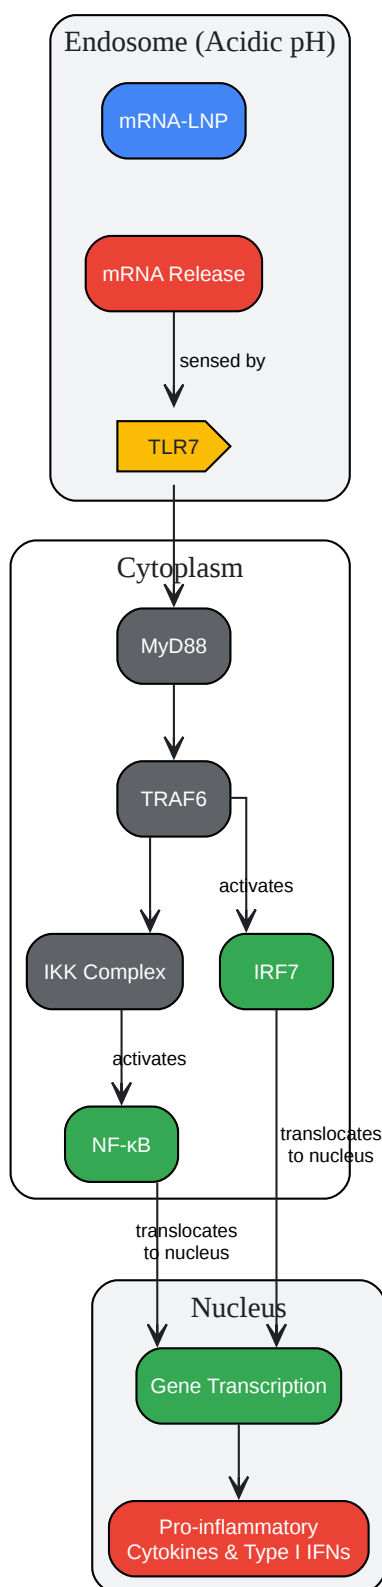 Endosome (Acidic pH)
mRNA-LNP
mRNA Release
sensed by
TLR7
Cytoplasm
MyD88
TRAF6
activates
IKK Complex
IRF7
activates
NF-κB
translocates
to nucleus
translocates
to nucleus
Nucleus
Gene Transcription
Pro-inflammatory
Cytokines & Type I IFNs